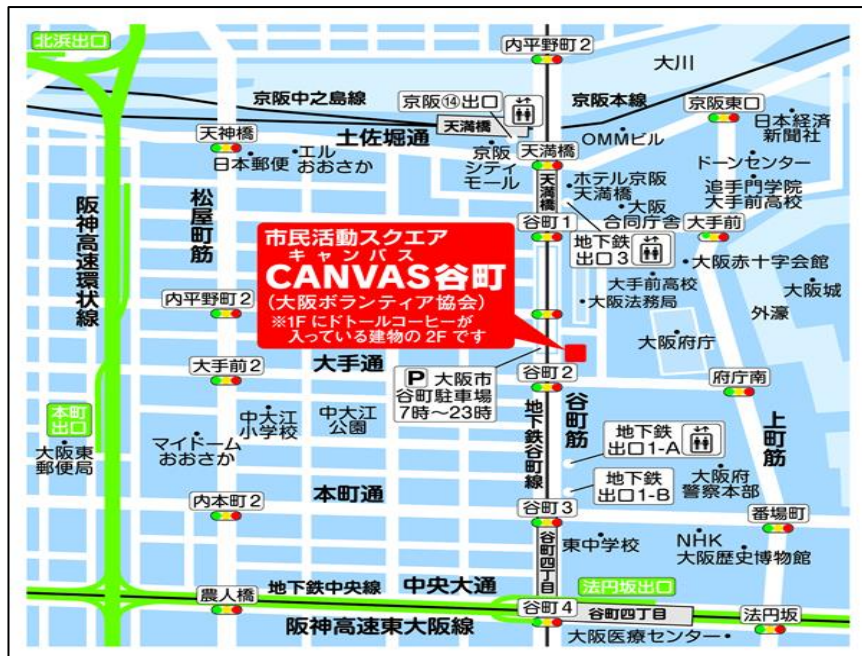 北浜出口
内平野町2
大川
京阪中之島線
京阪⑭出口
京阪本線
京阪東口
天満橋
日本経済
新聞社
天神橋
土佐堀通
天満橋
OMMビル
日本郵便
エル
おおさか
京阪
シティ
モール
ドーンセンター
天満橋
ホテル京阪
天満橋
追手門学院
大手前高校
阪神高速環状線
松屋町筋
谷町1
大阪
合同庁舎
大手前
市民活動スクエア
キャンバス
CANVAS谷町
(大阪ボランティア協会)
※1Fにドトールコーヒーが
入っている建物の2Fです
地下鉄
出口3
大阪赤十字会館
大手前高校
大阪法務局
大阪城
外濠
内平野町2
大阪府庁
大手前2
大手通
P 大阪市
谷町駐車場
7時〜23時
谷町2
府庁南
本町
出口
大阪東
郵便局
中大江
小学校
中大江
公園
マイドーム
おおさか
地下鉄谷町線
谷町筋
上町筋
地下鉄
出口1-A
地下鉄
出口1-B
大阪府
警察本部
内本町2
本町通
谷町3
番場町
谷町四丁目
東中学校
NHK
大阪歴史博物館
地下鉄中央線
中央大通
法円坂出口
農人橋
谷町4
谷町四丁目
法円坂
阪神高速東大阪線
大阪医療センター